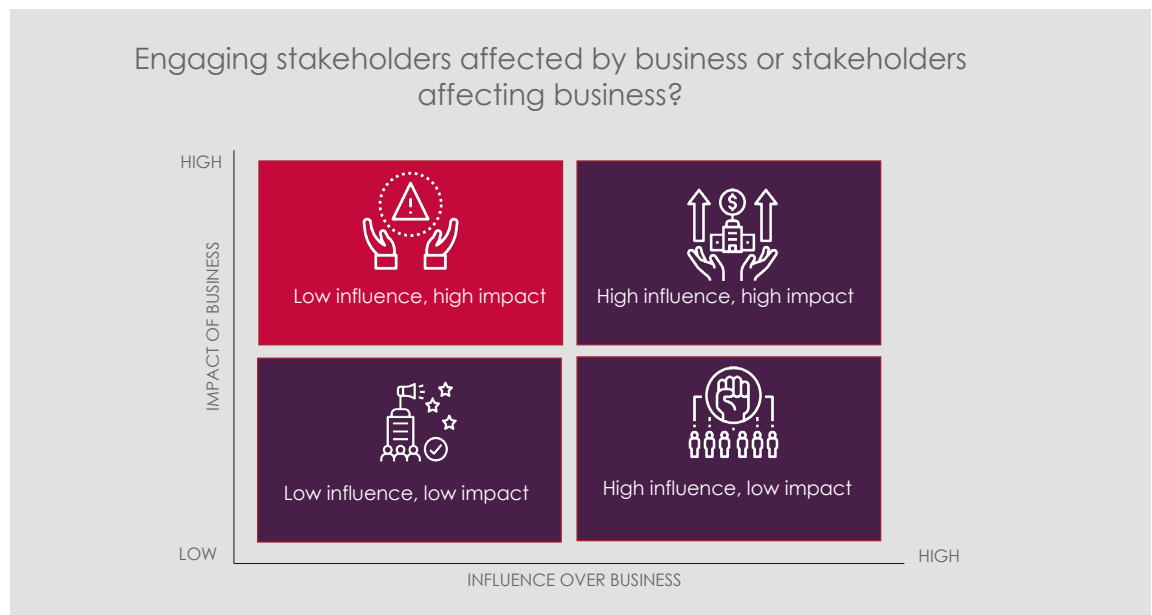 Engaging stakeholders affected by business or stakeholders
affecting business?
HIGH
IMPACT OF BUSINESS
$
Low influence, high impact
High influence, high impact
Low influence, low impact
High influence, low impact
LOW
HIGH
INFLUENCE OVER BUSINESS